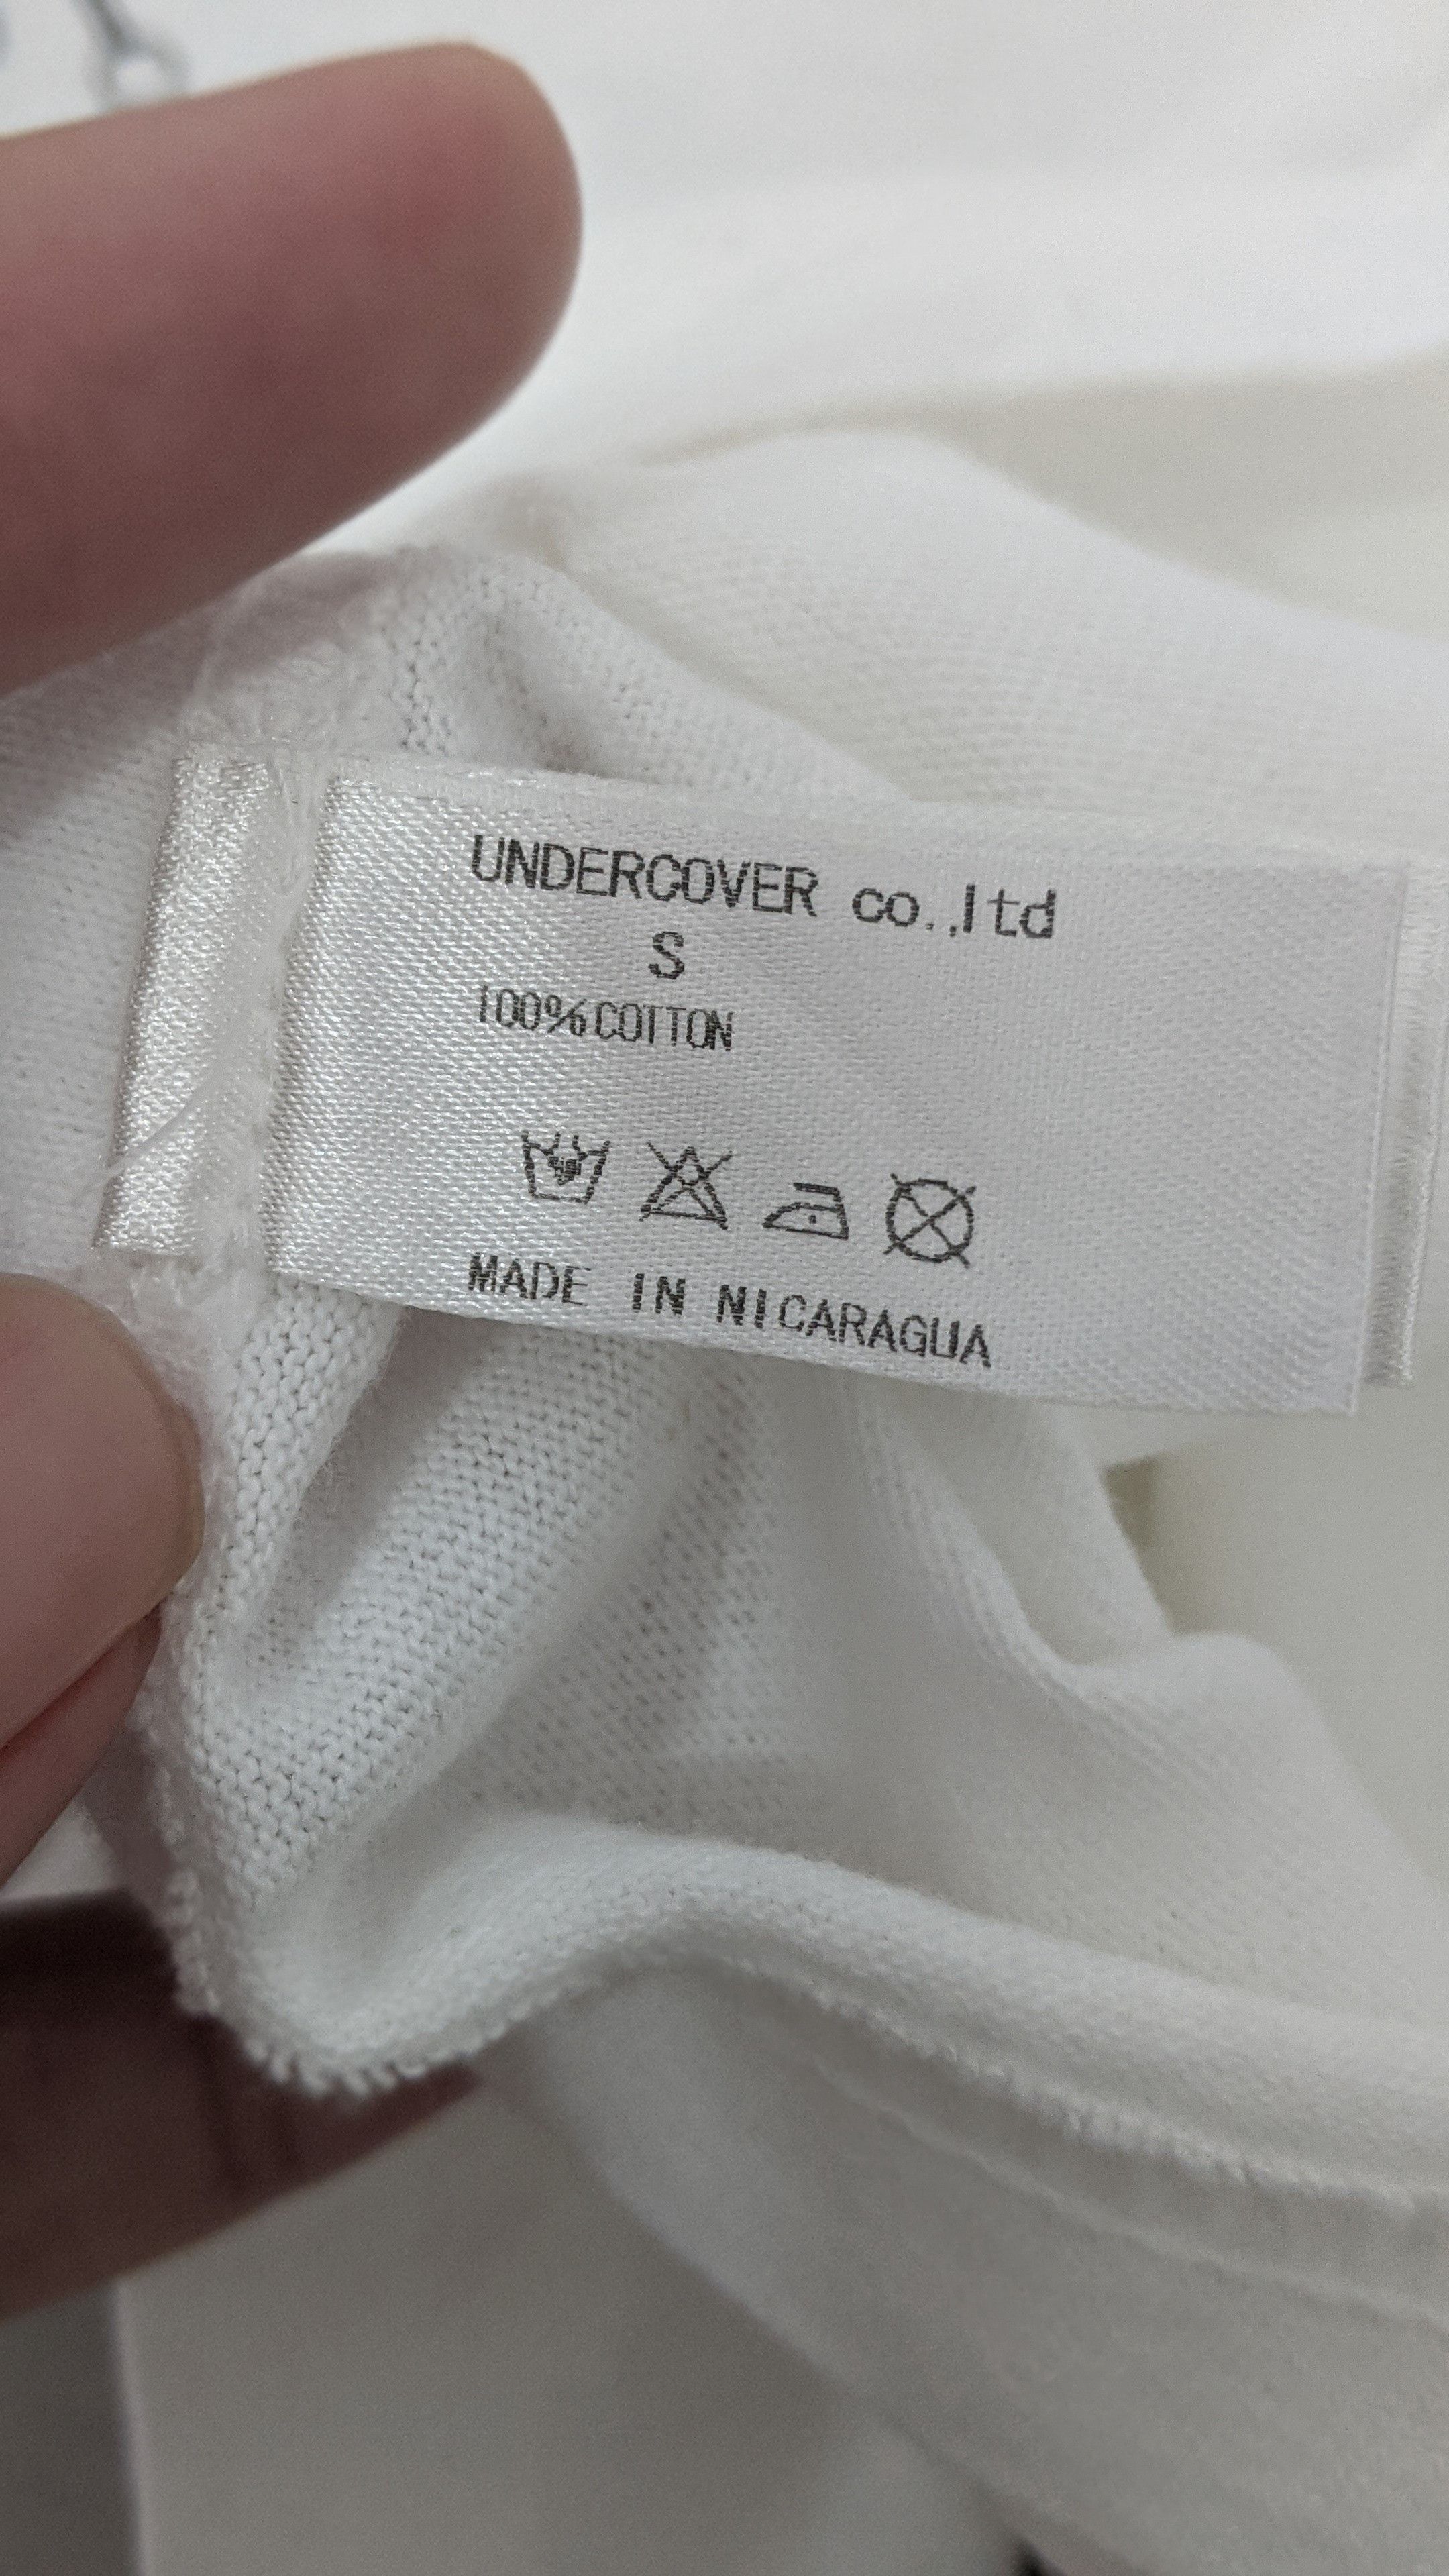 UNDERCOVER co.,ltd
S
100%COTTON
MADE IN NICARAGUA